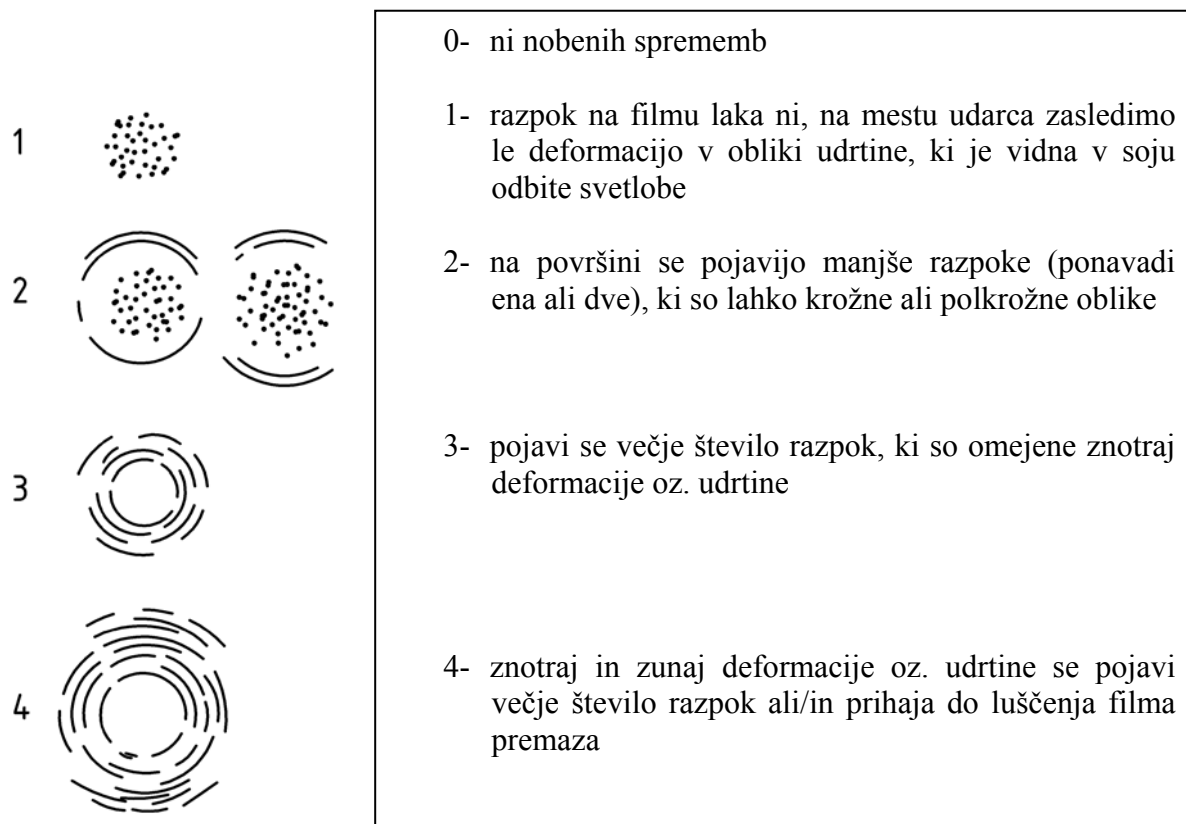 0- ni nobenih sprememb
1
1- razpok na filmu laka ni, na mestu udarca zasledimo
le deformacijo v obliki udrtine, ki je vidna v soju
odbite svetlobe
2
2- na površini se pojavijo manjše razpoke (ponavadi
ena ali dve), ki so lahko krožne ali polkrožne oblike
3
3- pojavi se večje število razpok, ki so omejene znotraj
deformacije oz. udrtine
4
4- znotraj in zunaj deformacije oz. udrtine se pojavi
večje število razpok ali/in prihaja do luščenja filma
premaza